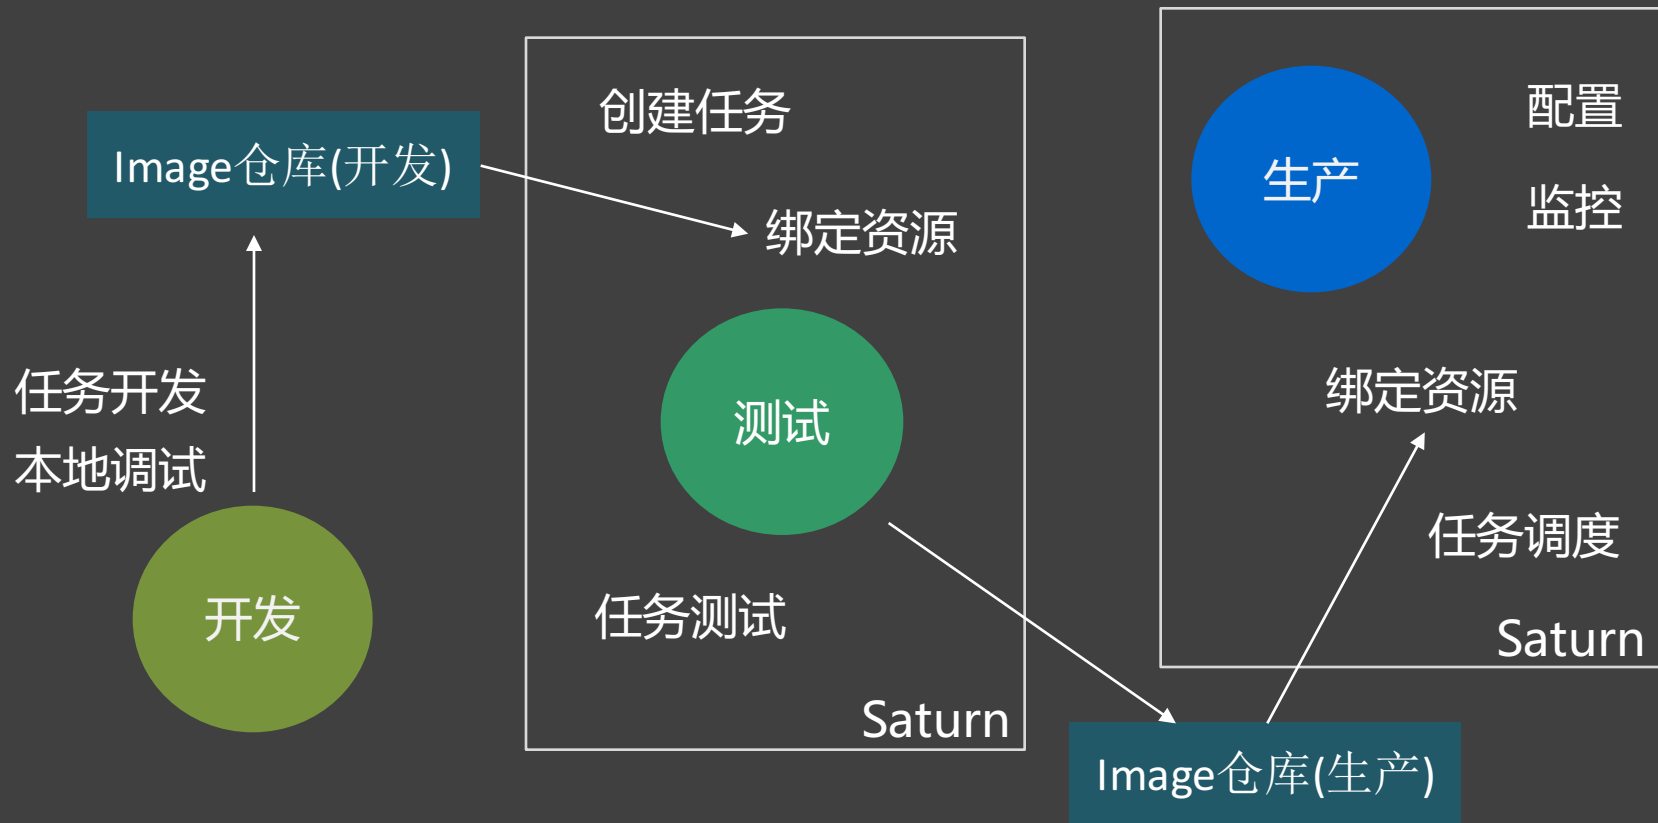 Image仓库(开发)
任务开发
本地调试
开发
创建任务
绑定资源
测试
任务测试
Saturn
Image仓库(生产)
生产
配置
监控
绑定资源
任务调度
Saturn